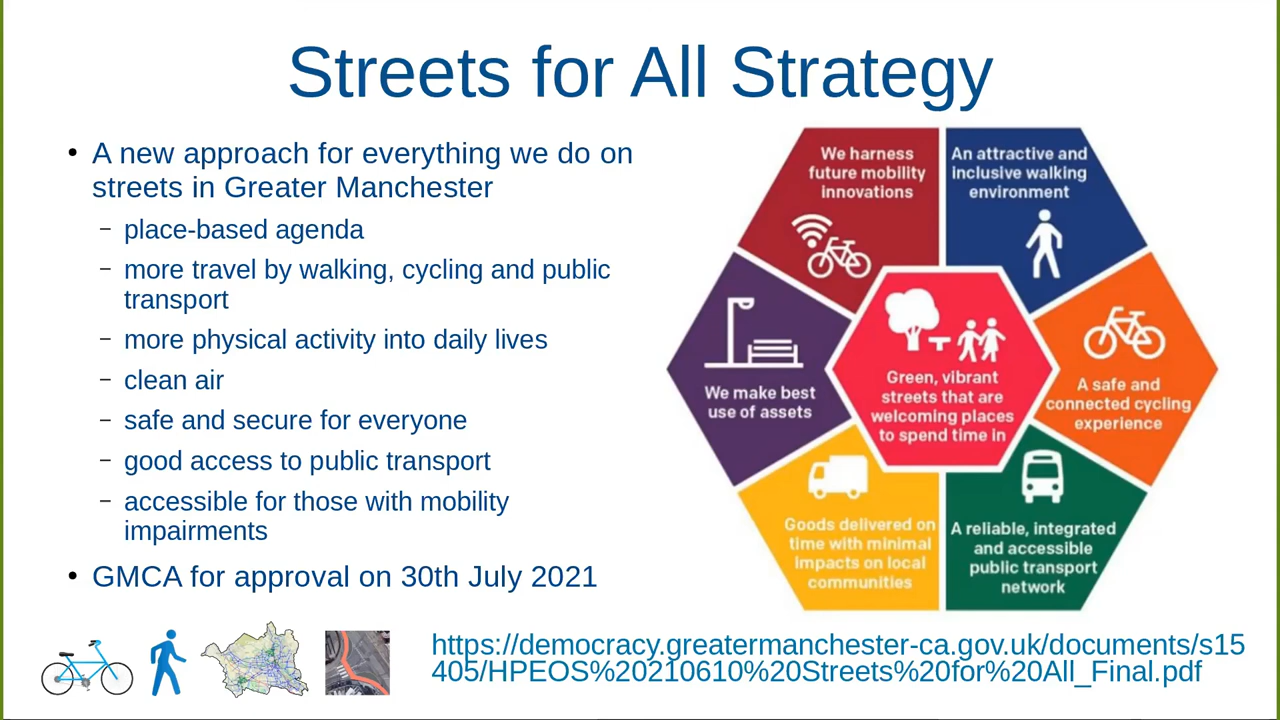 Streets for All Strategy
• A new approach for everything we do on
streets in Greater Manchester
– place-based agenda
– more travel by walking, cycling and public
transport
– more physical activity into daily lives
– clean air
– safe and secure for everyone
– good access to public transport
– accessible for those with mobility
impairments
• GMCA for approval on 30th July 2021
We harness
future mobility
innovations
An attractive and
inclusive walking
environment
We make best
use of assets
Green, vibrant
streets that are
welcoming places
to spend time in
A safe and
connected cycling
experience
Goods delivered on
time with minimal
impacts on local
communities
A reliable, integrated
and accessible
public transport
network
https://democracy.greatermanchester-ca.gov.uk/documents/s15
405/HPEOS%20210610%20Streets%20for%20All_Final.pdf